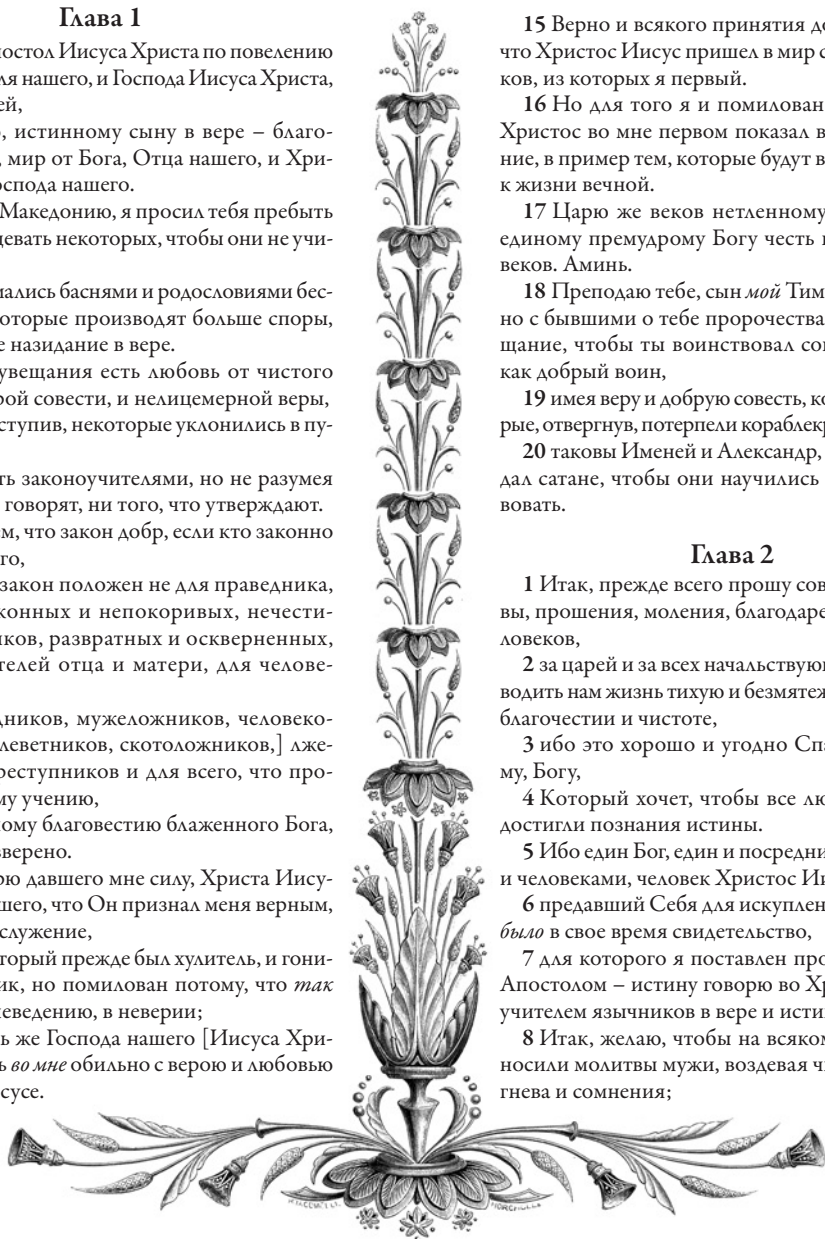 Глава 1
постол Иисуса Христа по повелению
ля нашего, и Господа Иисуса Христа,
ей,
, истинному сыну в вере – благо-
, мир от Бога, Отца нашего, и Хри-
оспода нашего.
Македонию, я просил тебя пребыть
цевать некоторых, чтобы они не учи-
мались баснями и родословиями бес-
оторые производят больше споры,
е назидание в вере.
увещания есть любовь от чистого
рой совести, и нелицемерной веры,
ступив, некоторые уклонились в пу-
ть законоучителями, но не разумея
говорят, ни того, что утверждают.
ем, что закон добр, если кто законно
го,
закон положен не для праведника,
конных и непокоривых, нечести-
иков, развратных и оскверненных,
ителей отца и матери, для челове-
дников, мужеложников, человеко-
леветников, скотоложников,] лже-
реступников и для всего, что про-
му учению,
ному благовестию блаженного Бога,
верено.
рю давшего мне силу, Христа Иису-
шего, что Он признал меня верным,
служение,
торый прежде был хулитель, и гони-
ик, но помилован потому, что так
неведению, в неверии;
ь же Господа нашего [Иисуса Хри-
ь во мне обильно с верою и любовью
сусе.
15 Верно и всякого принятия до
что Христос Иисус пришел в мир с
ков, из которых я первый.
16 Но для того я и помилован
Христос во мне первом показал в
ние, в пример тем, которые будут в
к жизни вечной.
17 Царю же веков нетленному
единому премудрому Богу честь и
веков. Аминь.
18 Преподаю тебе, сын мой Тим
но с бывшими о тебе пророчества
щание, чтобы ты воинствовал со
как добрый воин,
19 имея веру и добрую совесть, ко
рые, отвергнув, потерпели кораблекр
20 таковы Именей и Александр,
дал сатане, чтобы они научились
вовать.
Глава 2
1 Итак, прежде всего прошу сов
вы, прошения, моления, благодаре
ловеков,
2 за царей и за всех начальствую
водить нам жизнь тихую и безмятеж
благочестии и чистоте,
3 ибо это хорошо и угодно Спа
му, Богу,
4 Который хочет, чтобы все лю
достигли познания истины.
5 Ибо един Бог, един и посредни
и человеками, человек Христос Ии
6 предавший Себя для искуплен
было в свое время свидетельство,
7 для которого я поставлен про
Апостолом – истину говорю во Хр
учителем язычников в вере и исти
8 Итак, желаю, чтобы на всяком
носили молитвы мужи, воздевая чи
гнева и сомнения;